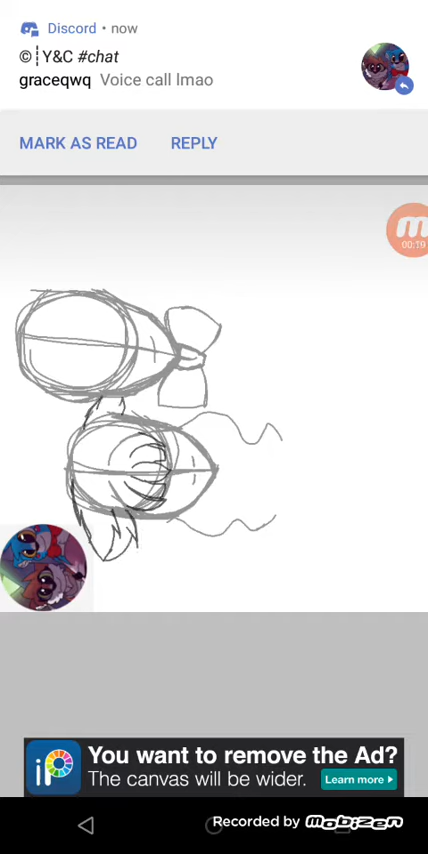 Discord • now
©┆Y&C #chat
graceqwq Voice call lmao
MARK AS READ REPLY
00:19
You want to remove the Ad?
The canvas will be wider. Learn more
Recorded by mobizen